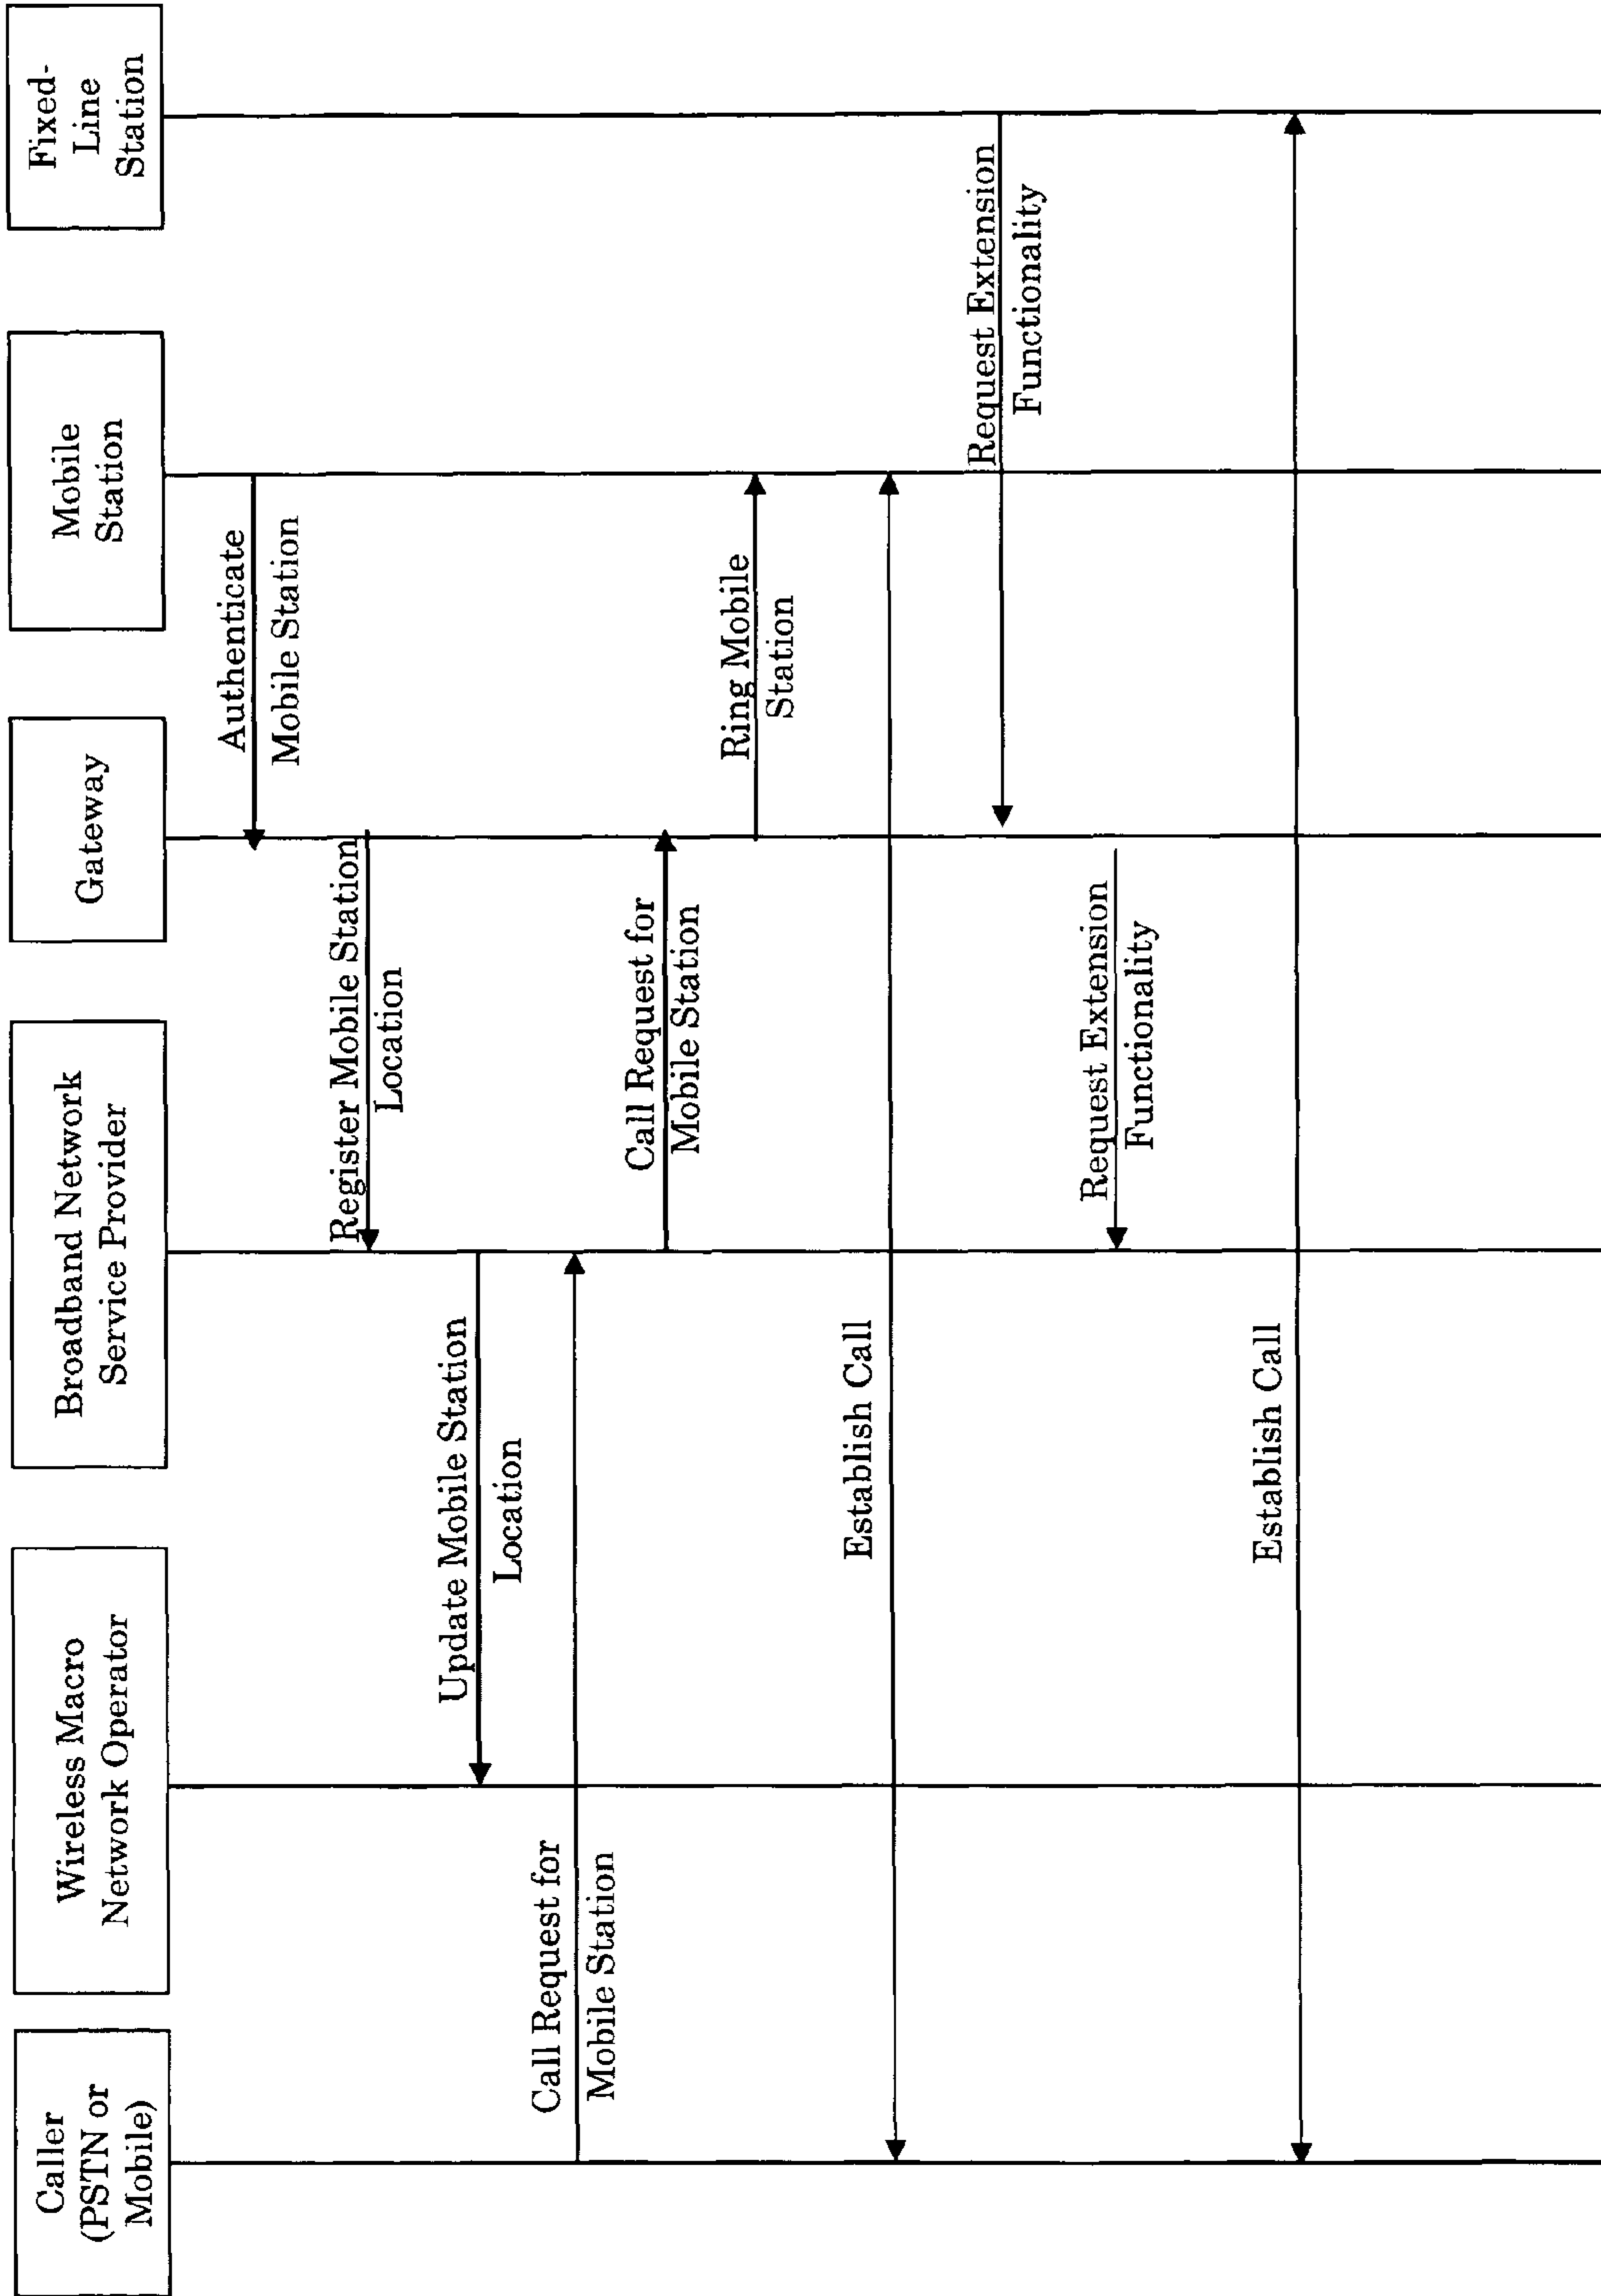 Caller
(PSTN or
Mobile)
Wireless Macro
Network Operator
Broadband Network
Service Provider
Gateway
Mobile
Station
Fixed-
Line
Station
Authenticate
Mobile Station
Register Mobile Station
Location
Update Mobile Station
Location
Call Request for
Mobile Station
Call Request for
Mobile Station
Ring Mobile
Station
Establish Call
Request Extension
Functionality
Request Extension
Functionality
Establish Call